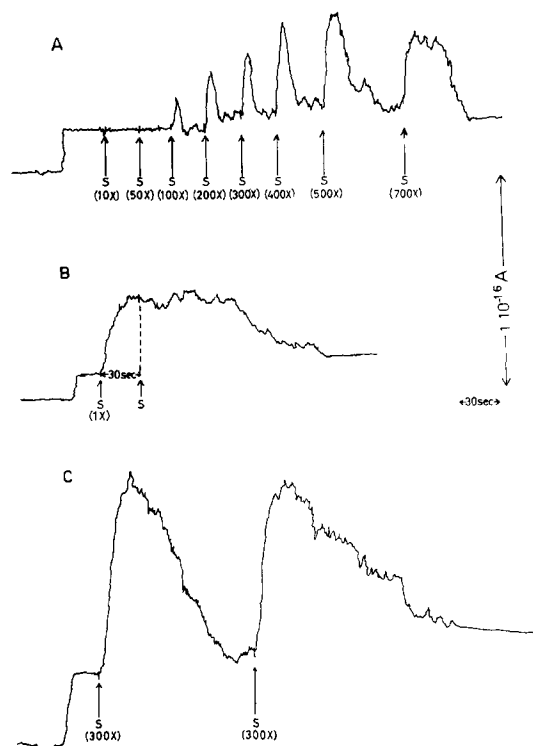 A
S S S S S S S S
(10X) (50X) (100X) (200X) (300X) (400X) (500X) (700X)
1 10⁻¹⁶ A
B
30sec
S S
(1X)
30sec
C
S S
(300X) (300X)